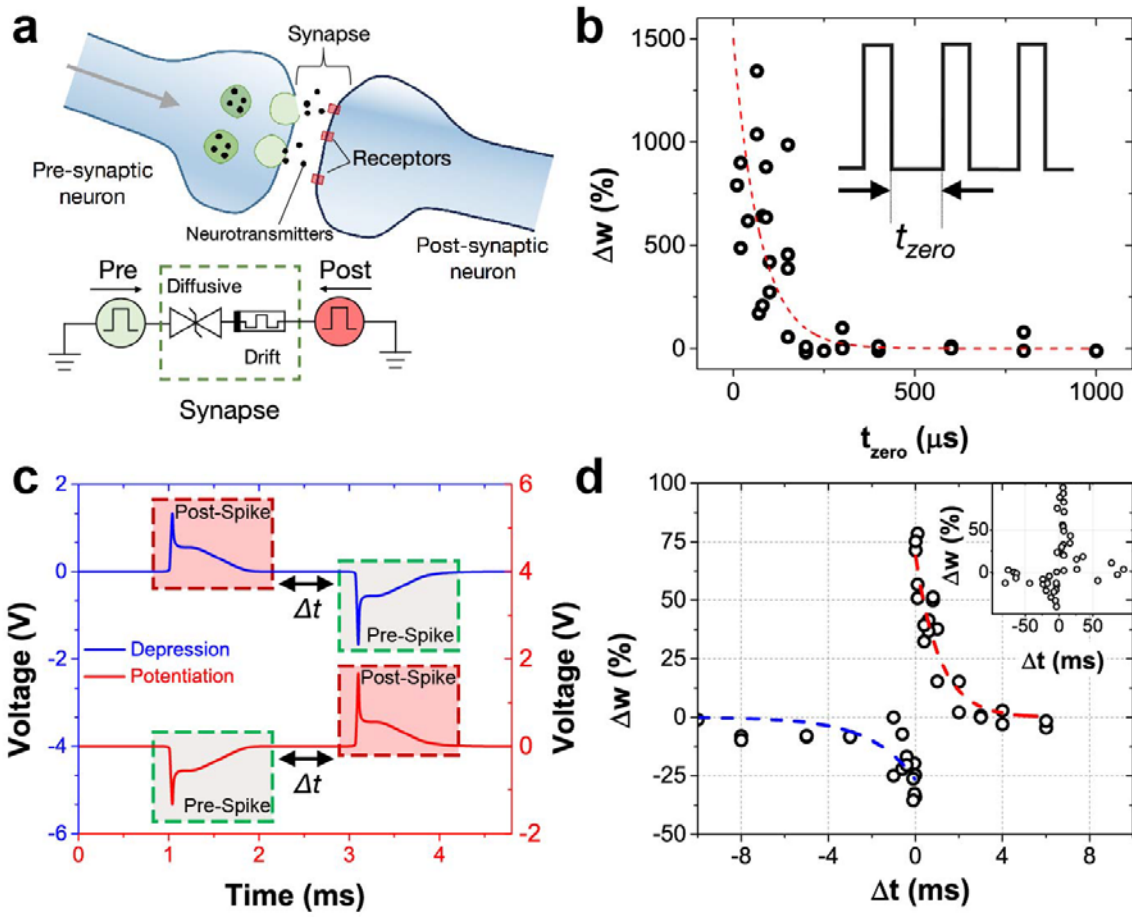 a
Synapse
Receptors
Pre-synaptic
neuron
Neurotransmitters
Post-synaptic
neuron
Pre
Post
Diffusive
Drift
Synapse
b
1500
1000
500
0
Δw (%)
t_zero
0
500
1000
t_zero (μs)
c
2
0
-2
-4
-6
Voltage (V)
Post-Spike
Δt
Pre-Spike
Depression
Potentiation
Post-Spike
Δt
Pre-Spike
6
4
2
0
-2
Voltage (V)
0
1
2
3
4
Time (ms)
d
100
75
50
25
0
-25
-50
Δw (%)
50
0
Δw (%)
-50
0
50
Δt (ms)
-8
-4
0
4
8
Δt (ms)